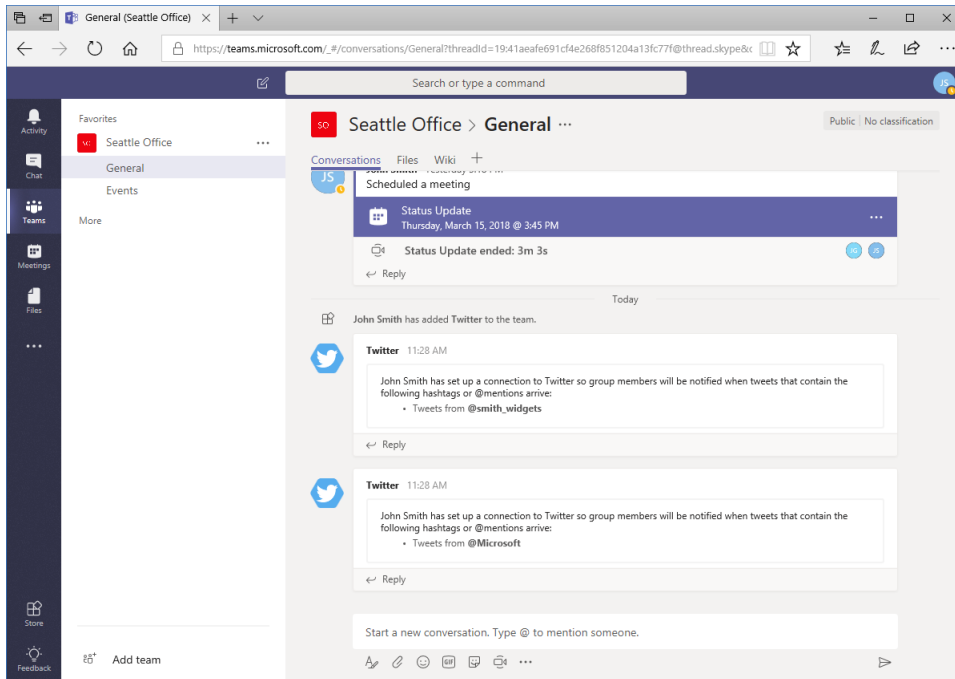 General (Seattle Office)
https://teams.microsoft.com/_#/conversations/General?threadId=19:41aeafe691cf4e268f851204a13fc77f@thread.skype&c
Search or type a command
JS
Activity
Chat
Teams
Meetings
Files
Store
Feedback
Favorites
SO
Seattle Office
General
Events
More
Add team
SO
Seattle Office > General
Public | No classification
Conversations Files Wiki
JS
John Smith Yesterday
Scheduled a meeting
Status Update
Thursday, March 15, 2018 @ 3:45 PM
Status Update ended: 3m 3s
JG JS
Reply
Today
John Smith has added Twitter to the team.
Twitter 11:28 AM
John Smith has set up a connection to Twitter so group members will be notified when tweets that contain the
following hashtags or @mentions arrive:
• Tweets from @smith_widgets
Reply
Twitter 11:28 AM
John Smith has set up a connection to Twitter so group members will be notified when tweets that contain the
following hashtags or @mentions arrive:
• Tweets from @Microsoft
Reply
Start a new conversation. Type @ to mention someone.
GIF